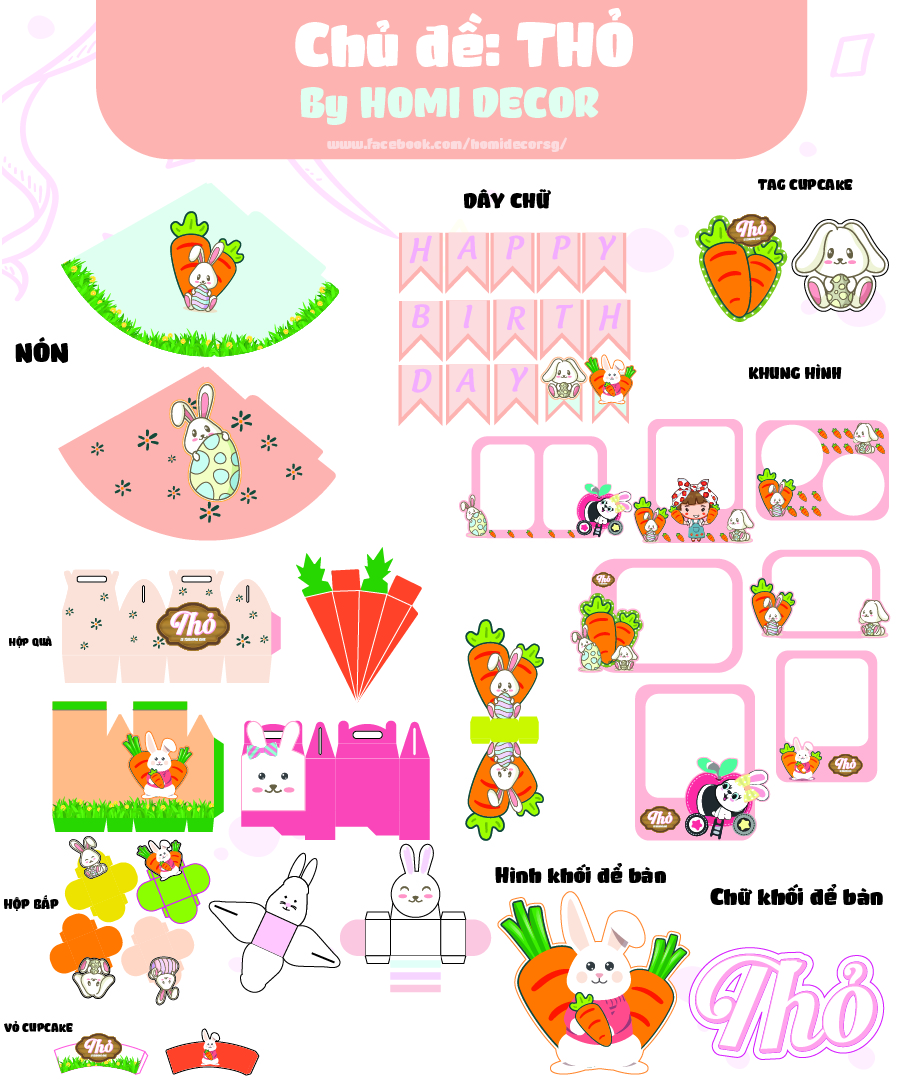 Chủ đề: THỎ
By HOMI DECOR
www.facebook.com/homidecorsg/
DÂY CHỮ
TAG CUPCAKE
Thỏ
HAPPY
BIRTH
DAY
NÓN
KHUNG HÌNH
HỘP QUÀ
Thỏ
Thỏ
Thỏ
Thỏ
HỘP BẮP
Hình khối để bàn
Chữ khối để bàn
Thỏ
VỎ CUPCAKE
Thỏ